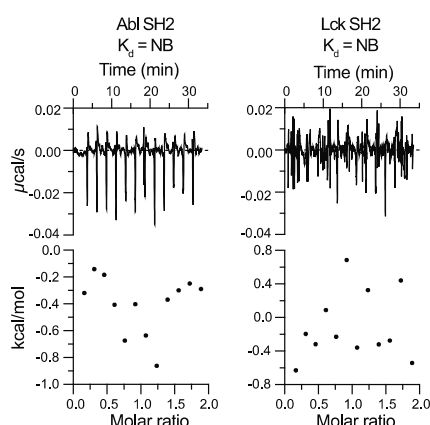 Abl SH2
K_d = NB
Time (min)
0 10 20 30
0.02
0.00
-0.02
-0.04
µcal/s
0.0
-0.2
-0.4
-0.6
-0.8
-1.0
kcal/mol
0.0 0.5 1.0 1.5 2.0
Molar ratio
Lck SH2
K_d = NB
Time (min)
0 10 20 30
0.02
0.00
-0.02
-0.04
0.8
0.4
0.0
-0.4
-0.8
0.0 0.5 1.0 1.5 2.0
Molar ratio